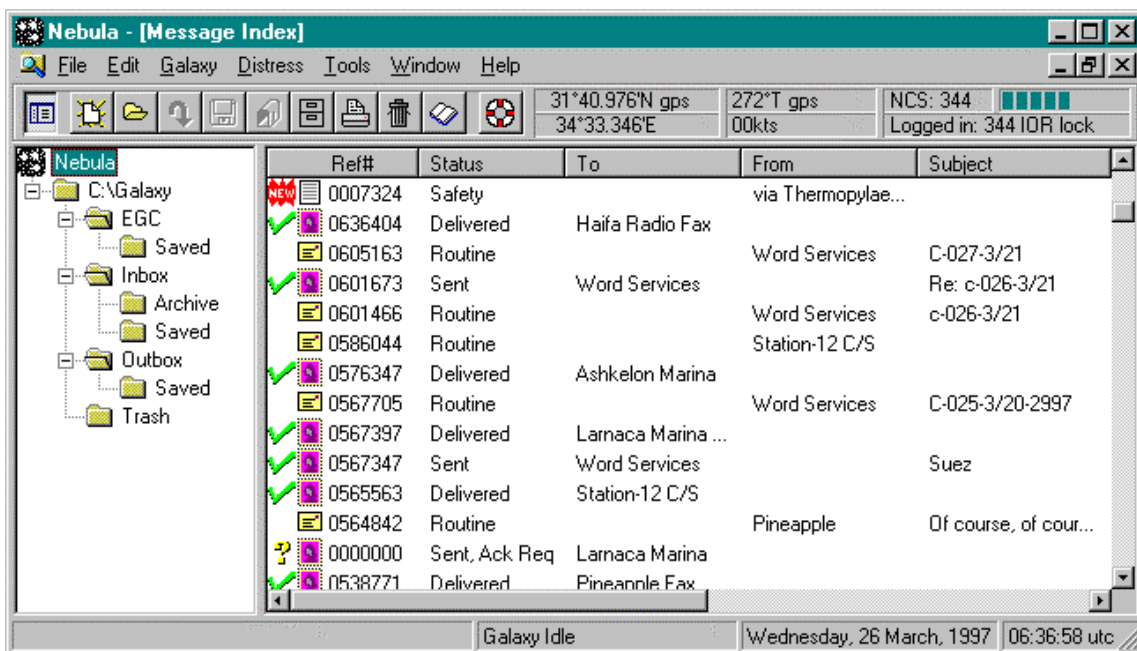 Nebula - [Message Index]
File Edit Galaxy Distress Tools Window Help
31°40.976'N gps 272°T gps NCS: 344
34°33.346'E 00kts Logged in: 344 IOR lock
Nebula
C:\Galaxy
EGC
Saved
Inbox
Archive
Saved
Outbox
Saved
Trash
Ref# Status To From Subject
NEW 0007324 Safety via Thermopylae...
0636404 Delivered Haifa Radio Fax
0605163 Routine Word Services C-027-3/21
0601673 Sent Word Services Re: c-026-3/21
0601466 Routine Word Services c-026-3/21
0586044 Routine Station-12 C/S
0576347 Delivered Ashkelon Marina
0567705 Routine Word Services C-025-3/20-2997
0567397 Delivered Larnaca Marina ...
0567347 Sent Word Services Suez
0565563 Delivered Station-12 C/S
0564842 Routine Pineapple Of course, of cour...
0000000 Sent, Ack Req Larnaca Marina
0538771 Delivered Pineapple Fax
Galaxy Idle Wednesday, 26 March, 1997 06:36:58 utc